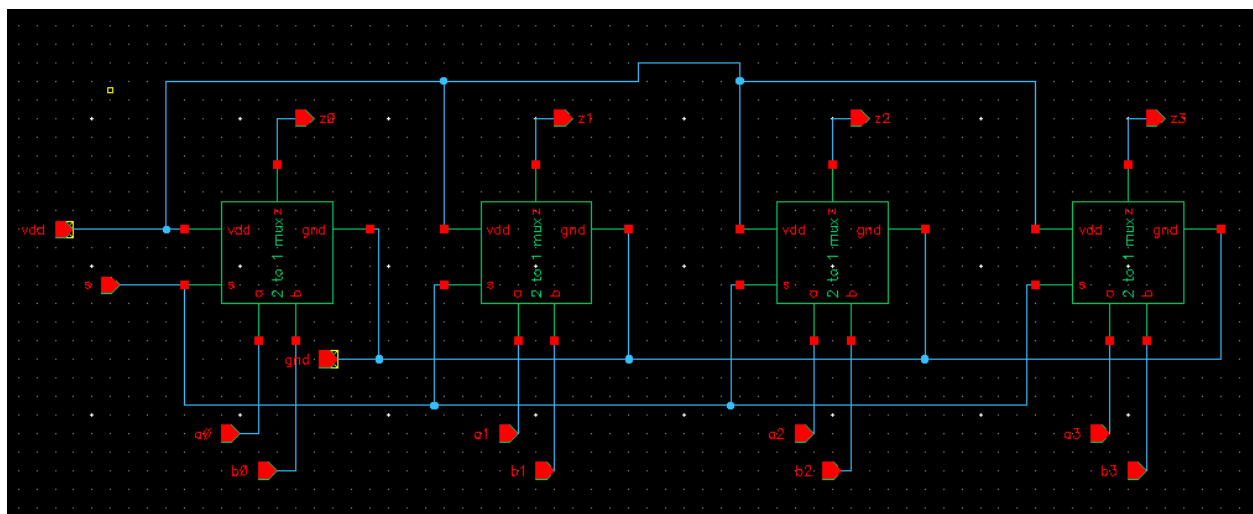 z0 z1 z2 z3
z z z z
vdd vdd gnd vdd gnd vdd gnd vdd gnd
2 to 1 mux 2 to 1 mux 2 to 1 mux 2 to 1 mux
s s s s s
a b a b a b a b
gnd
a0 a1 a2 a3
b0 b1 b2 b3